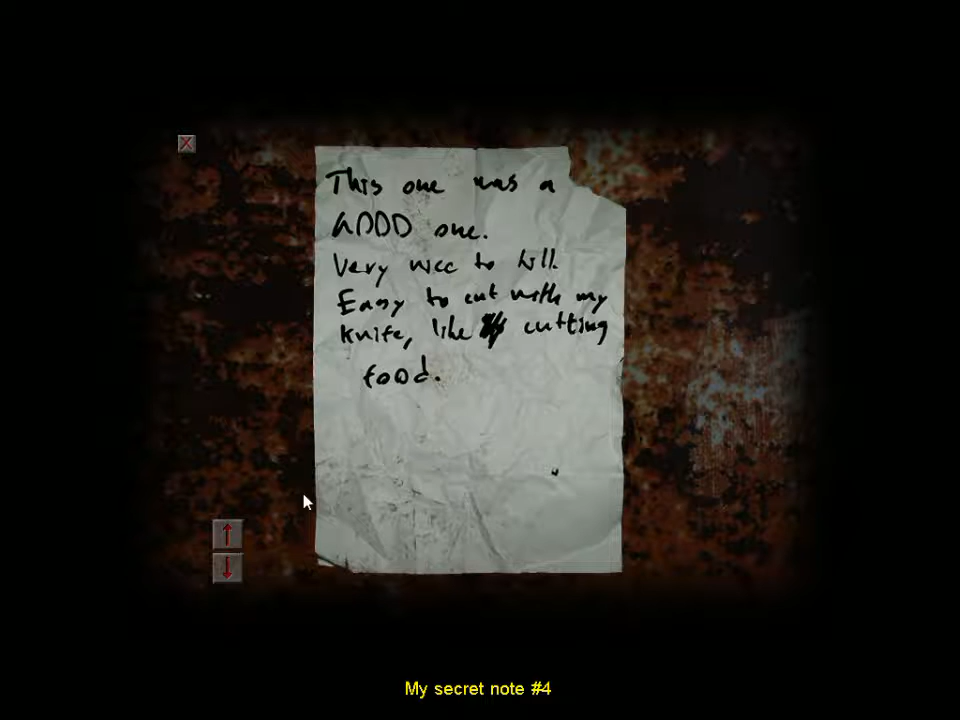 This one was a
GOOD one.
Very nice to kill.
Easy to cut with my
knife, like cutting
food.
My secret note #4